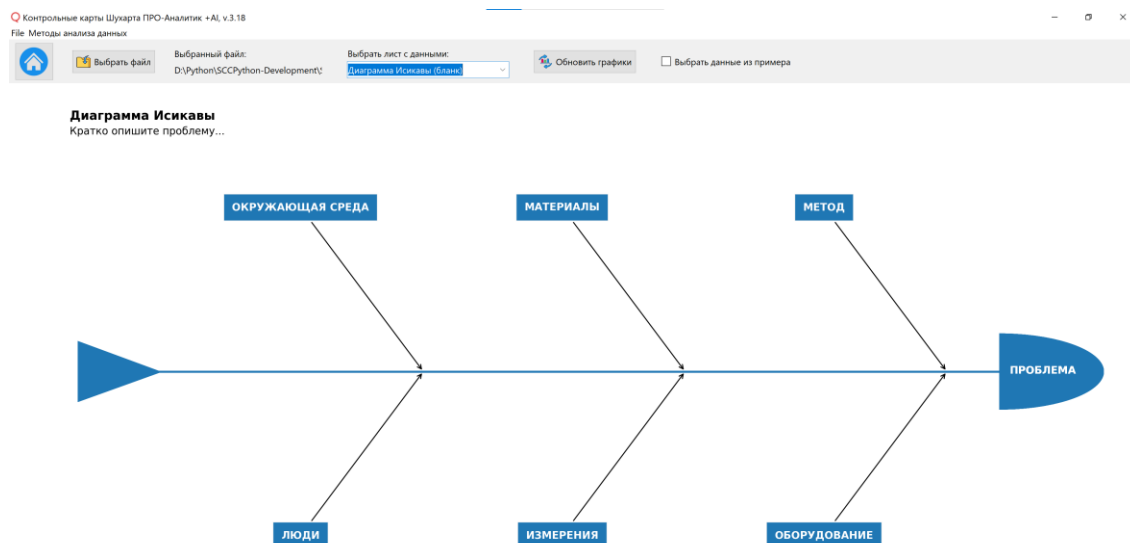 Контрольные карты Шухарта ПРО-Аналитик +AI, v.3.18
File Методы анализа данных
Выбрать файл
Выбранный файл:
D:\Python\SCCPython-Development\
Выбрать лист с данными:
Диаграмма Исикавы (бланк)
Обновить графики
Выбрать данные из примера
Диаграмма Исикавы
Кратко опишите проблему...
ОКРУЖАЮЩАЯ СРЕДА
МАТЕРИАЛЫ
МЕТОД
ПРОБЛЕМА
ЛЮДИ
ИЗМЕРЕНИЯ
ОБОРУДОВАНИЕ